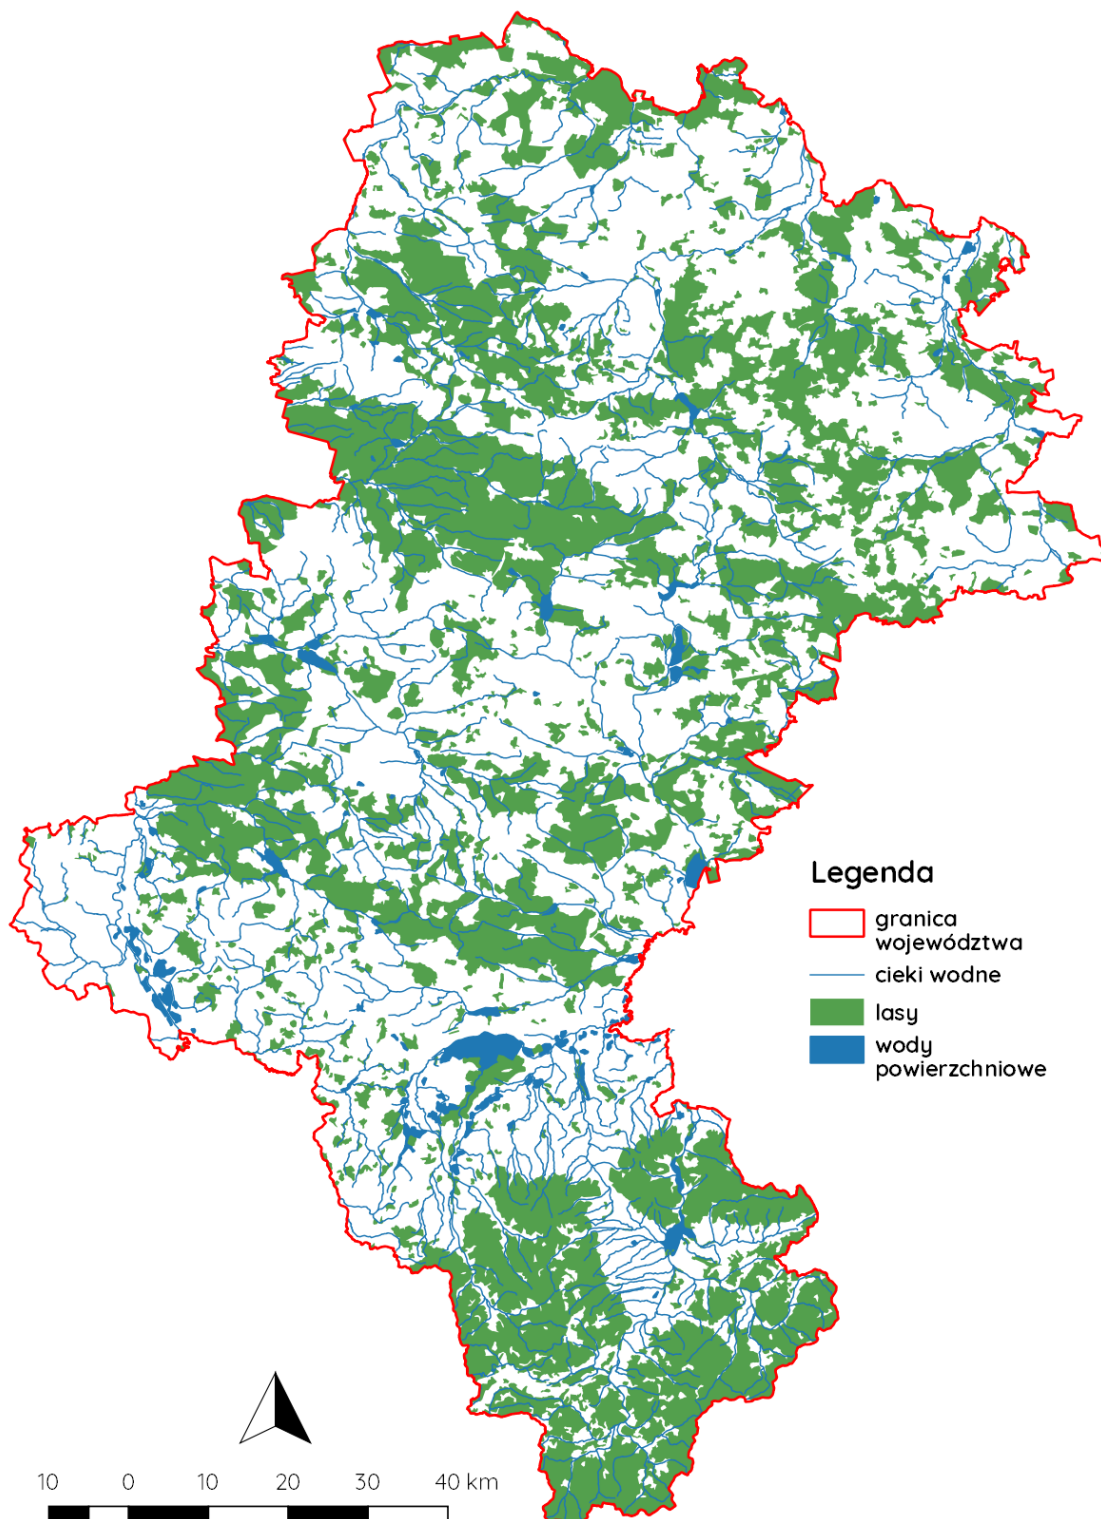 Legenda
granica
województwa
cieki wodne
lasy
wody
powierzchniowe
10 0 10 20 30 40 km